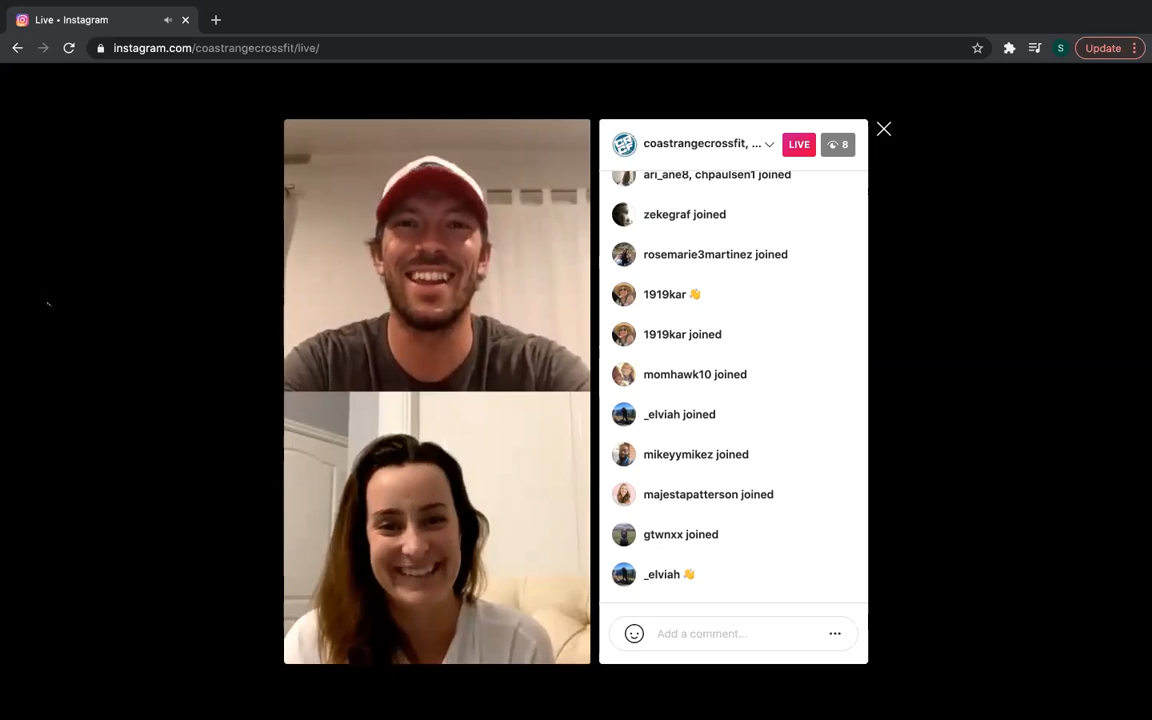 Live • Instagram
instagram.com/coastrangecrossfit/live/
S
Update
coastrangecrossfit, ...
LIVE
8
ari_ane8, chpaulsen1 joined
zekegraf joined
rosemarie3martinez joined
1919kar 👋
1919kar joined
momhawk10 joined
_elviah joined
mikeyymikez joined
majestapatterson joined
gtwnxx joined
_elviah 👋
Add a comment...